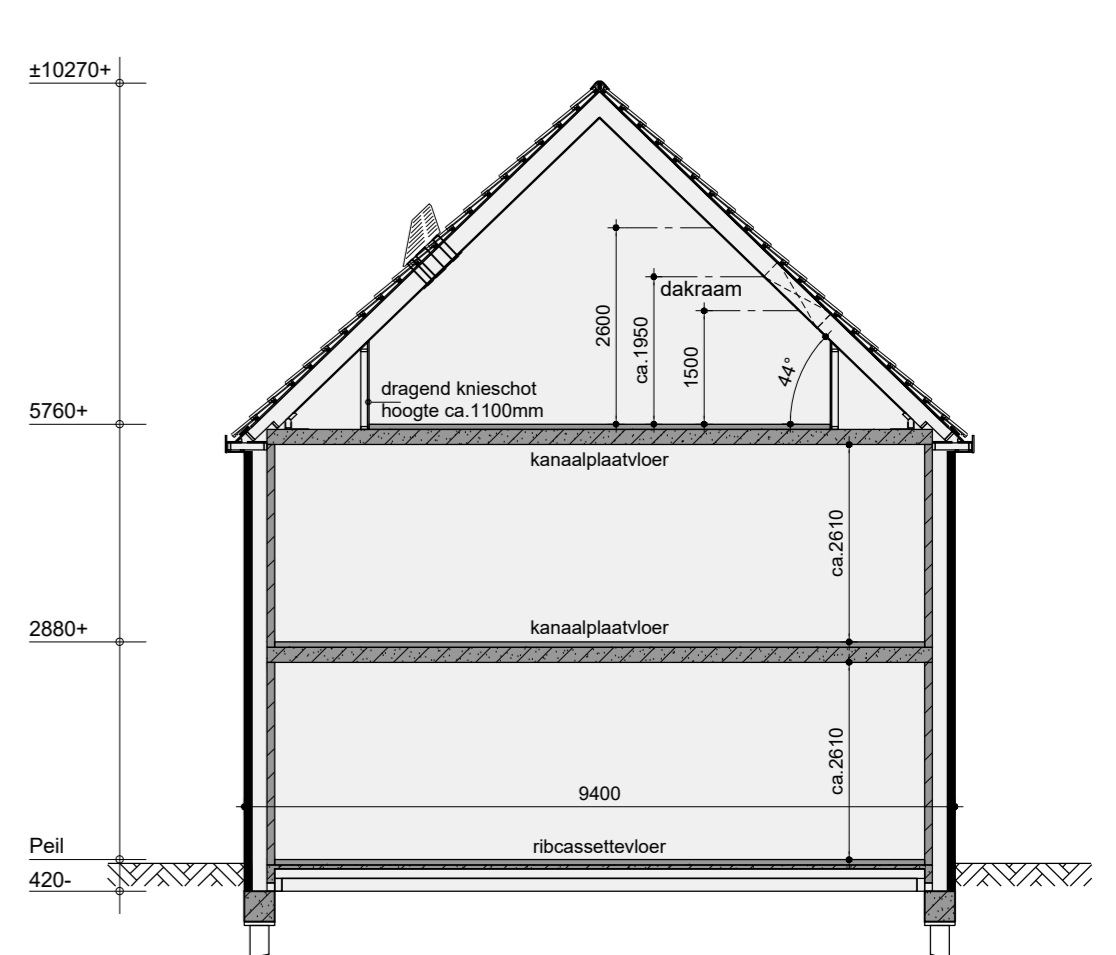 ±10270+
2600
ca.1950
dakraam
1500
44°
dragend knieschot
hoogte ca.1100mm
5760+
kanaalplaatvloer
ca.2610
2880+
kanaalplaatvloer
ca.2610
9400
Peil
ribcassettevloer
420-